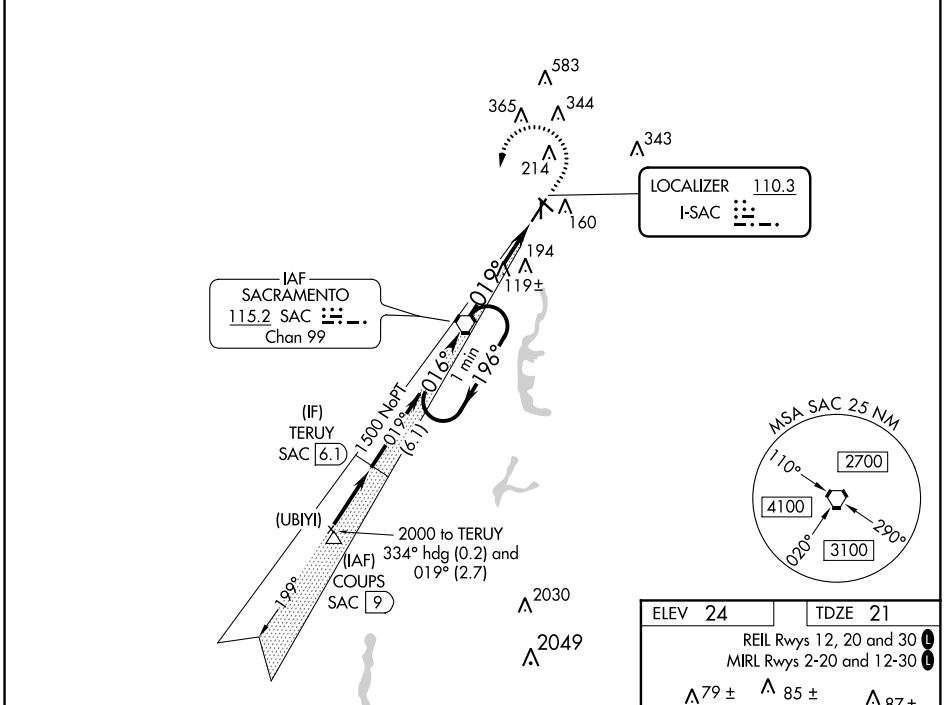 583
365
344
343
214
LOCALIZER 110.3
I-SAC
160
194
119±
019°
IAF
SACRAMENTO
115.2 SAC
Chan 99
016°
1 min
196°
1500 NoPT
019°
(6.1)
(IF)
TERUY
SAC 6.1
(UBIYI)
2000 to TERUY
334° hdg (0.2) and
019° (2.7)
(IAF)
COUPS
SAC 9
199°
2030
2049
MSA SAC 25 NM
110°
2700
4100
290°
020°
3100
ELEV 24
TDZE 21
REIL Rwys 12, 20 and 30 L
MIRL Rwys 2-20 and 12-30 L
79 ±
85 ±
87 ±